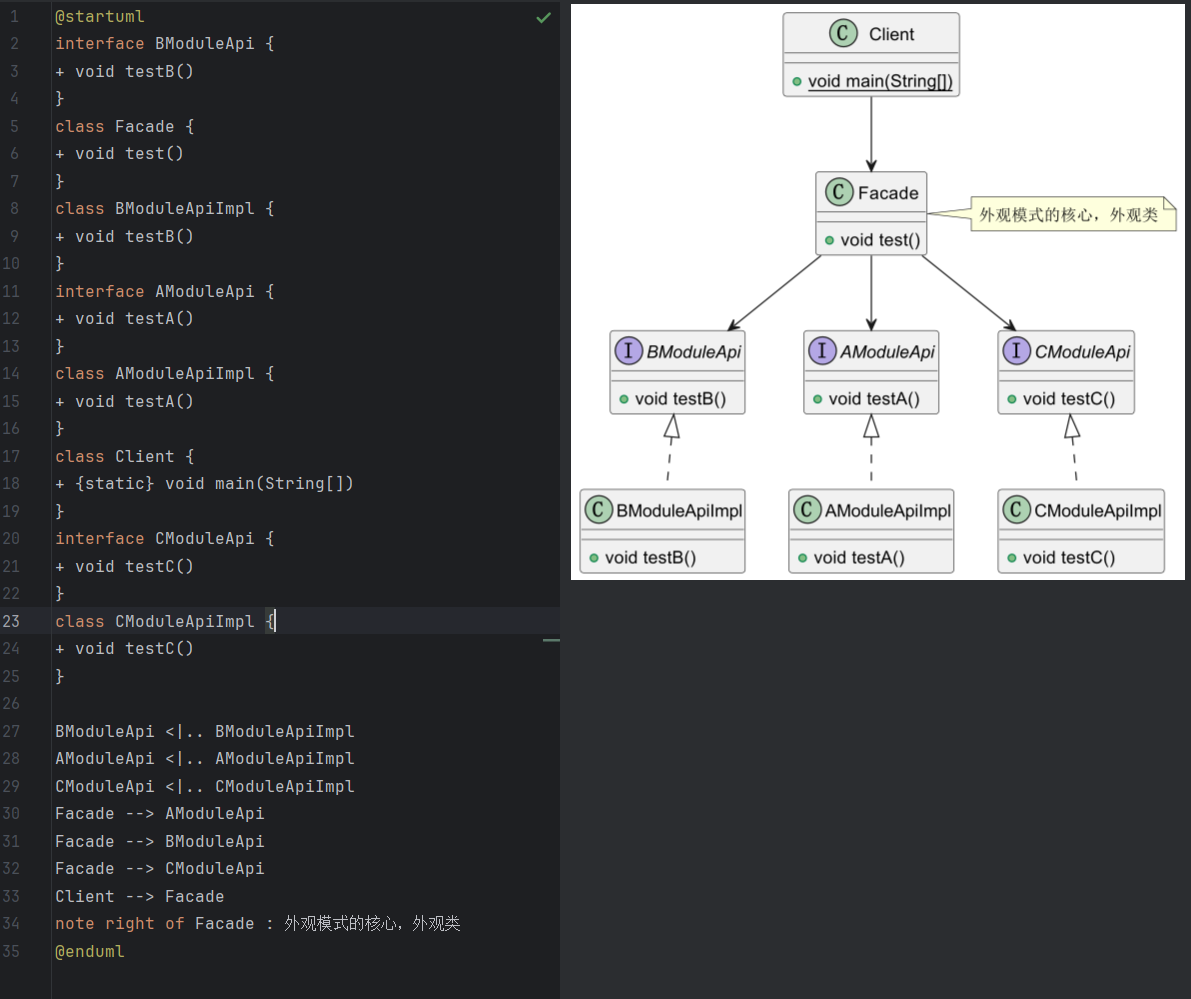 1 @startuml
2 interface BModuleApi {
3 + void testB()
4 }
5 class Facade {
6 + void test()
7 }
8 class BModuleApiImpl {
9 + void testB()
10 }
11 interface AModuleApi {
12 + void testA()
13 }
14 class AModuleApiImpl {
15 + void testA()
16 }
17 class Client {
18 + {static} void main(String[])
19 }
20 interface CModuleApi {
21 + void testC()
22 }
23 class CModuleApiImpl {
24 + void testC()
25 }
26
27 BModuleApi <|.. BModuleApiImpl
28 AModuleApi <|.. AModuleApiImpl
29 CModuleApi <|.. CModuleApiImpl
30 Facade --> AModuleApi
31 Facade --> BModuleApi
32 Facade --> CModuleApi
33 Client --> Facade
34 note right of Facade : 外观模式的核心，外观类
35 @enduml
C Client
void main(String[])
C Facade
void test()
外观模式的核心，外观类
I BModuleApi
void testB()
I AModuleApi
void testA()
I CModuleApi
void testC()
C BModuleApiImpl
void testB()
C AModuleApiImpl
void testA()
C CModuleApiImpl
void testC()